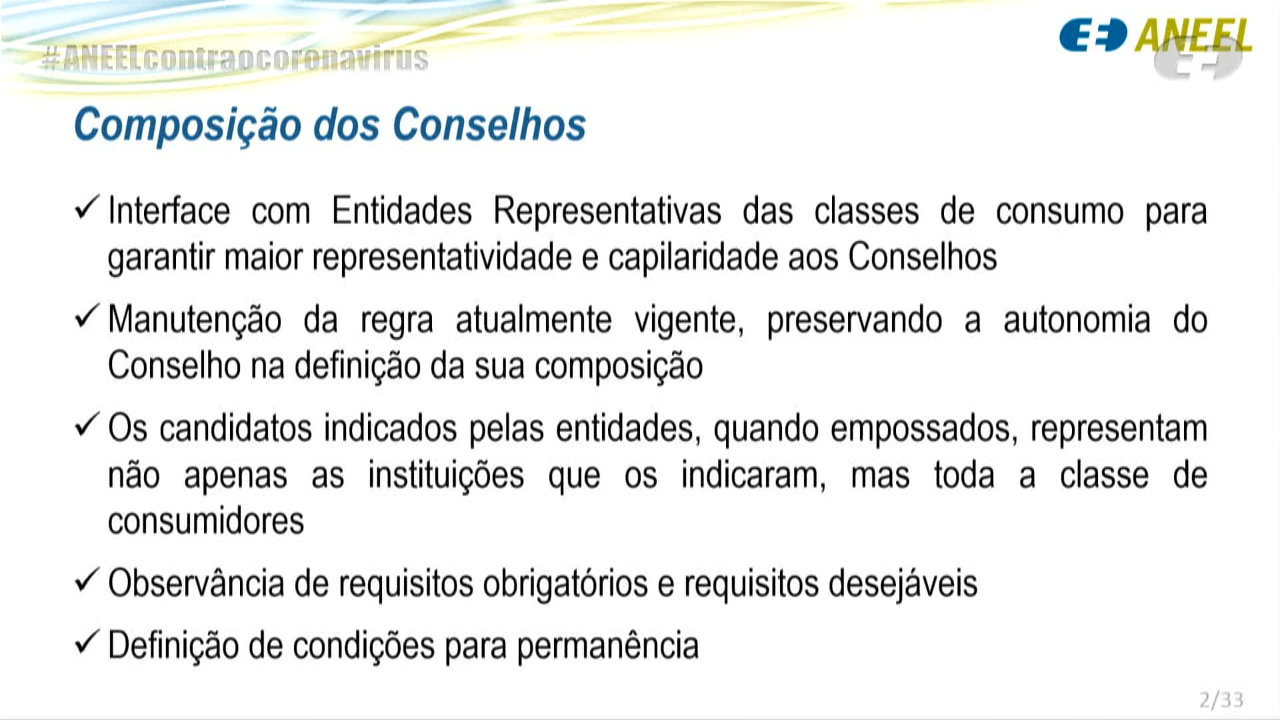 #ANEELcontraocoronavirus
ANEEL
Composição dos Conselhos
✓ Interface com Entidades Representativas das classes de consumo para
garantir maior representatividade e capilaridade aos Conselhos
✓ Manutenção da regra atualmente vigente, preservando a autonomia do
Conselho na definição da sua composição
✓ Os candidatos indicados pelas entidades, quando empossados, representam
não apenas as instituições que os indicaram, mas toda a classe de
consumidores
✓ Observância de requisitos obrigatórios e requisitos desejáveis
✓ Definição de condições para permanência
2/33